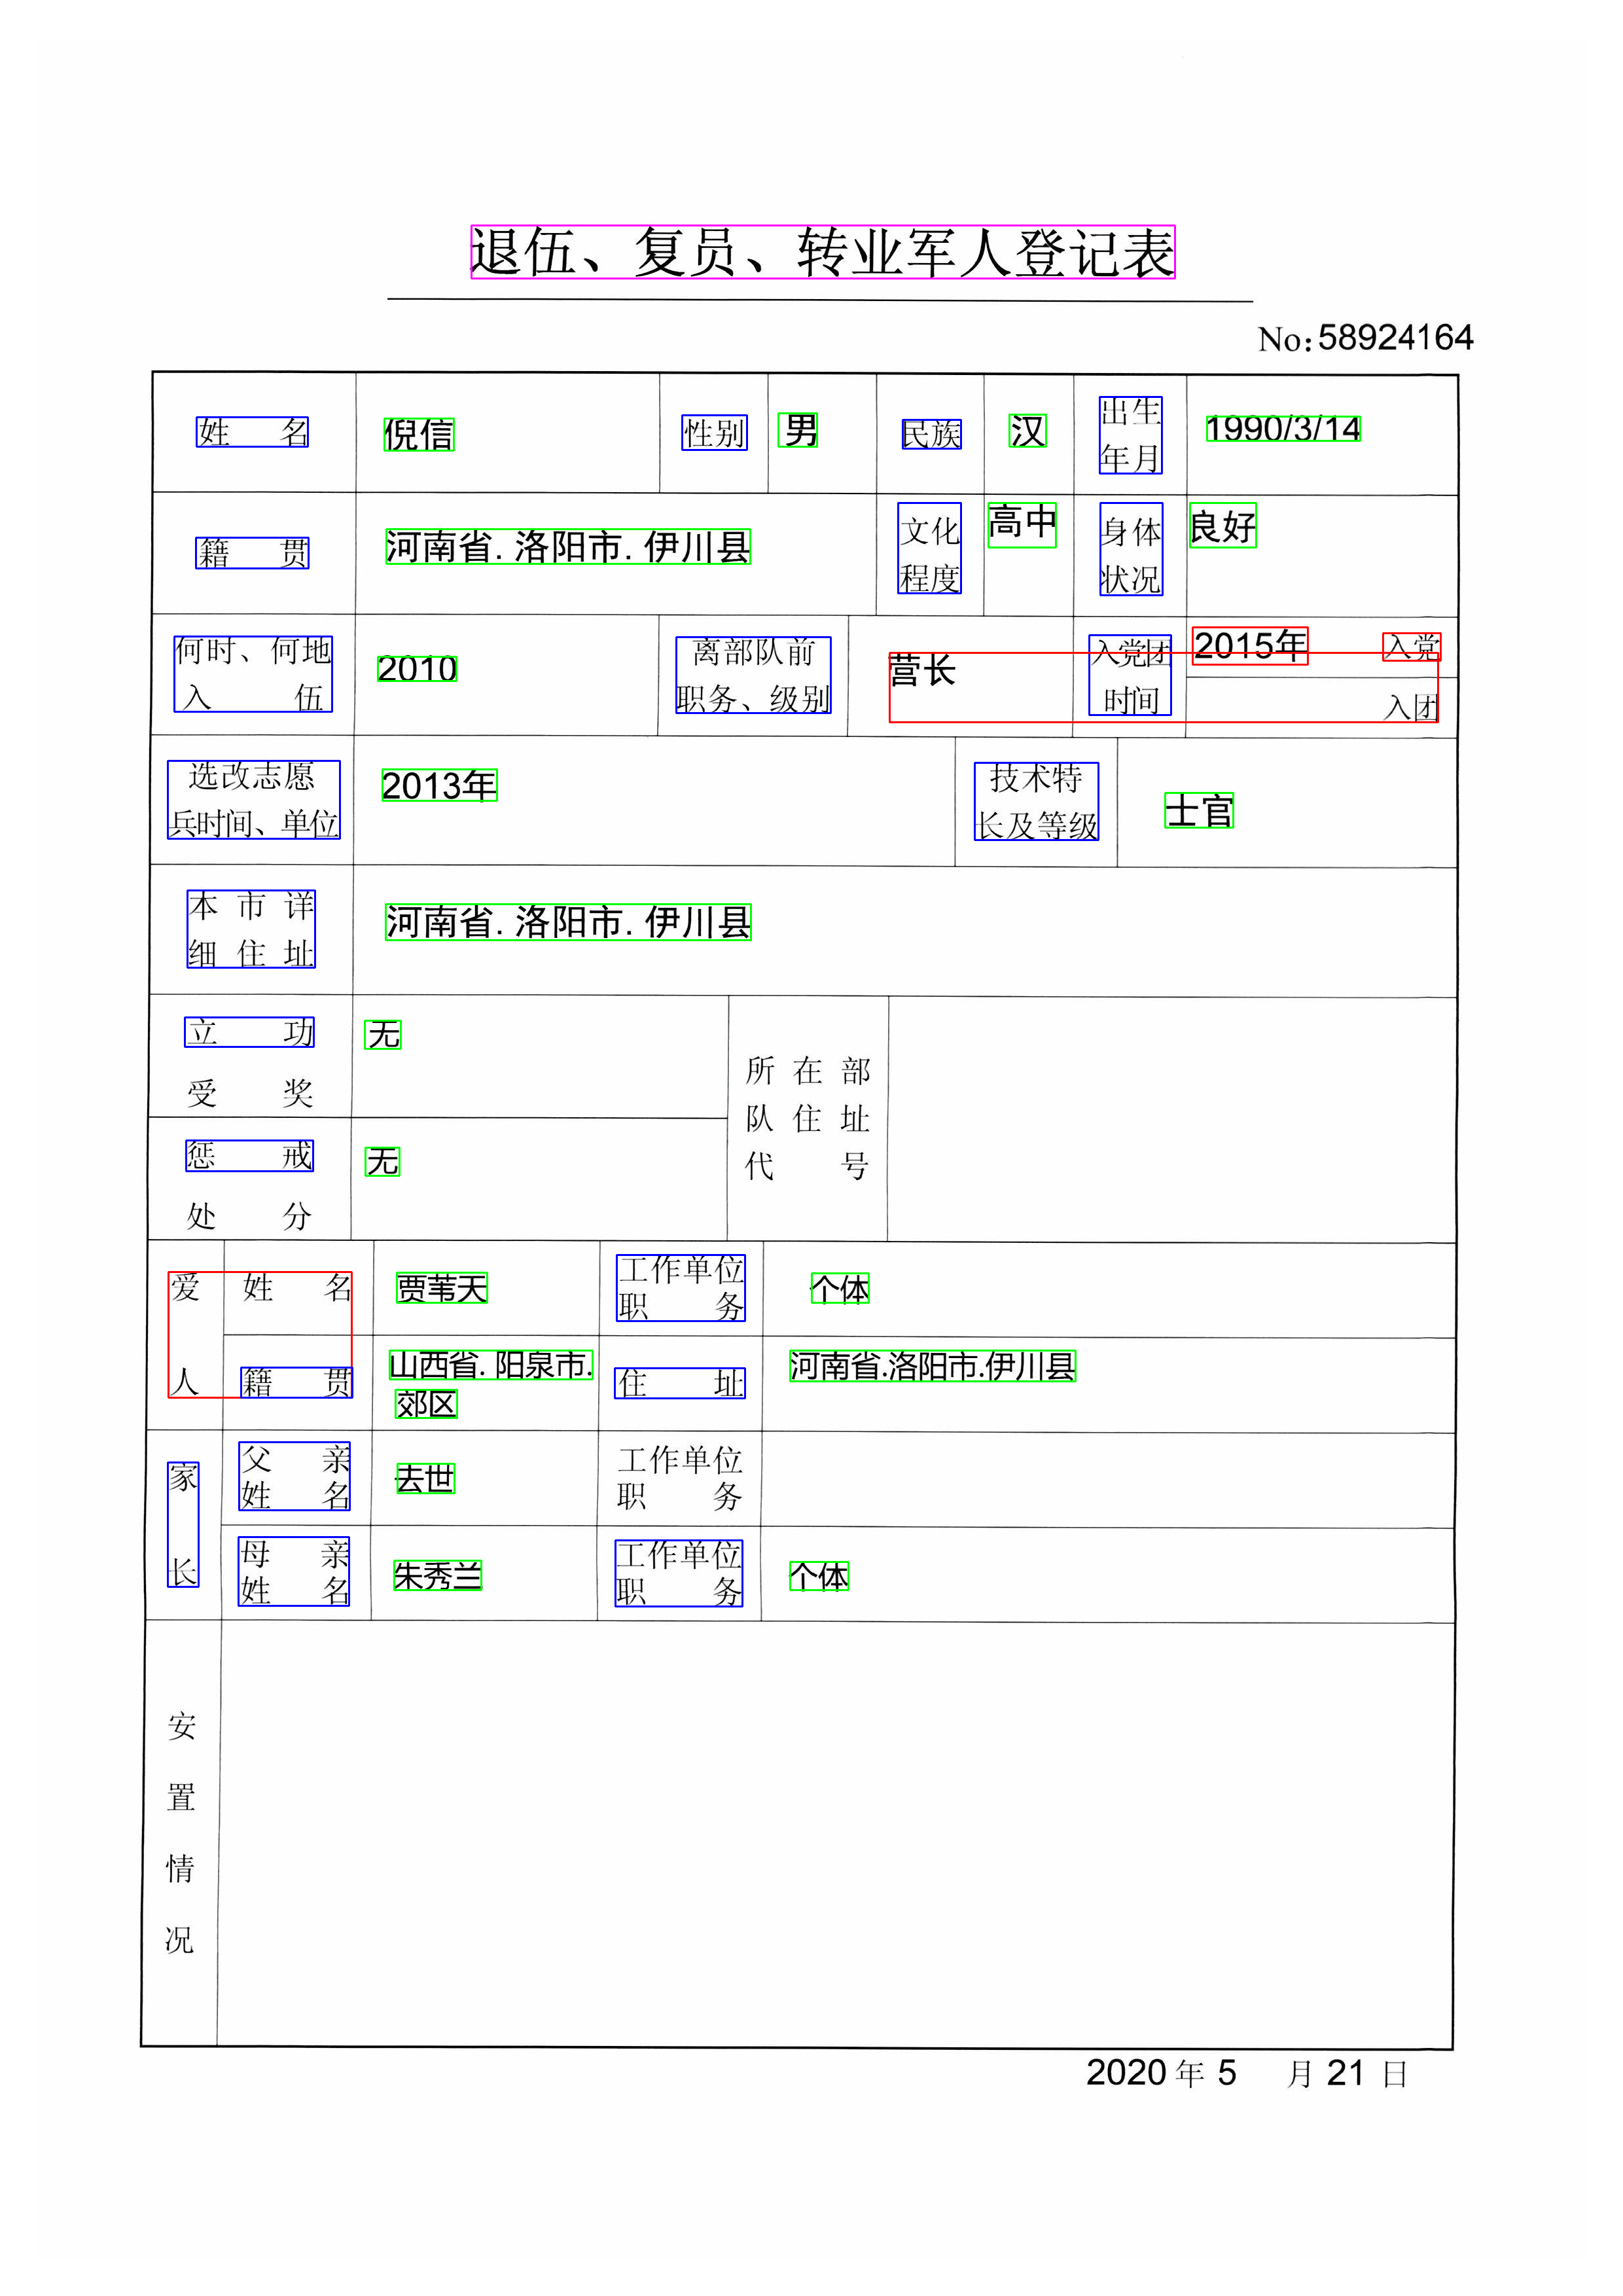 退伍、复员、转业军人登记表
No:58924164
姓 名 倪信 性别 男 民族 汉 出生年月 1990/3/14
籍 贯 河南省. 洛阳市. 伊川县 文化程度 高中 身体状况 良好
何时、何地入 伍 2010 离部队前职务、级别 营长 入党团时间 2015年 入党
入团
选改志愿兵时间、单位 2013年 技术特长及等级 士官
本市详细住址 河南省. 洛阳市. 伊川县
立 功
受 奖
无
所在部
队住址
代 号
惩 戒
处 分
无
爱人
姓 名 贾苇天 工作单位职 务 个体
籍 贯 山西省. 阳泉市.
郊区
住 址 河南省.洛阳市.伊川县
家长
父 亲姓 名 去世 工作单位职 务
母 亲姓 名 朱秀兰 工作单位职 务 个体
安置情况
2020 年 5 月 21 日